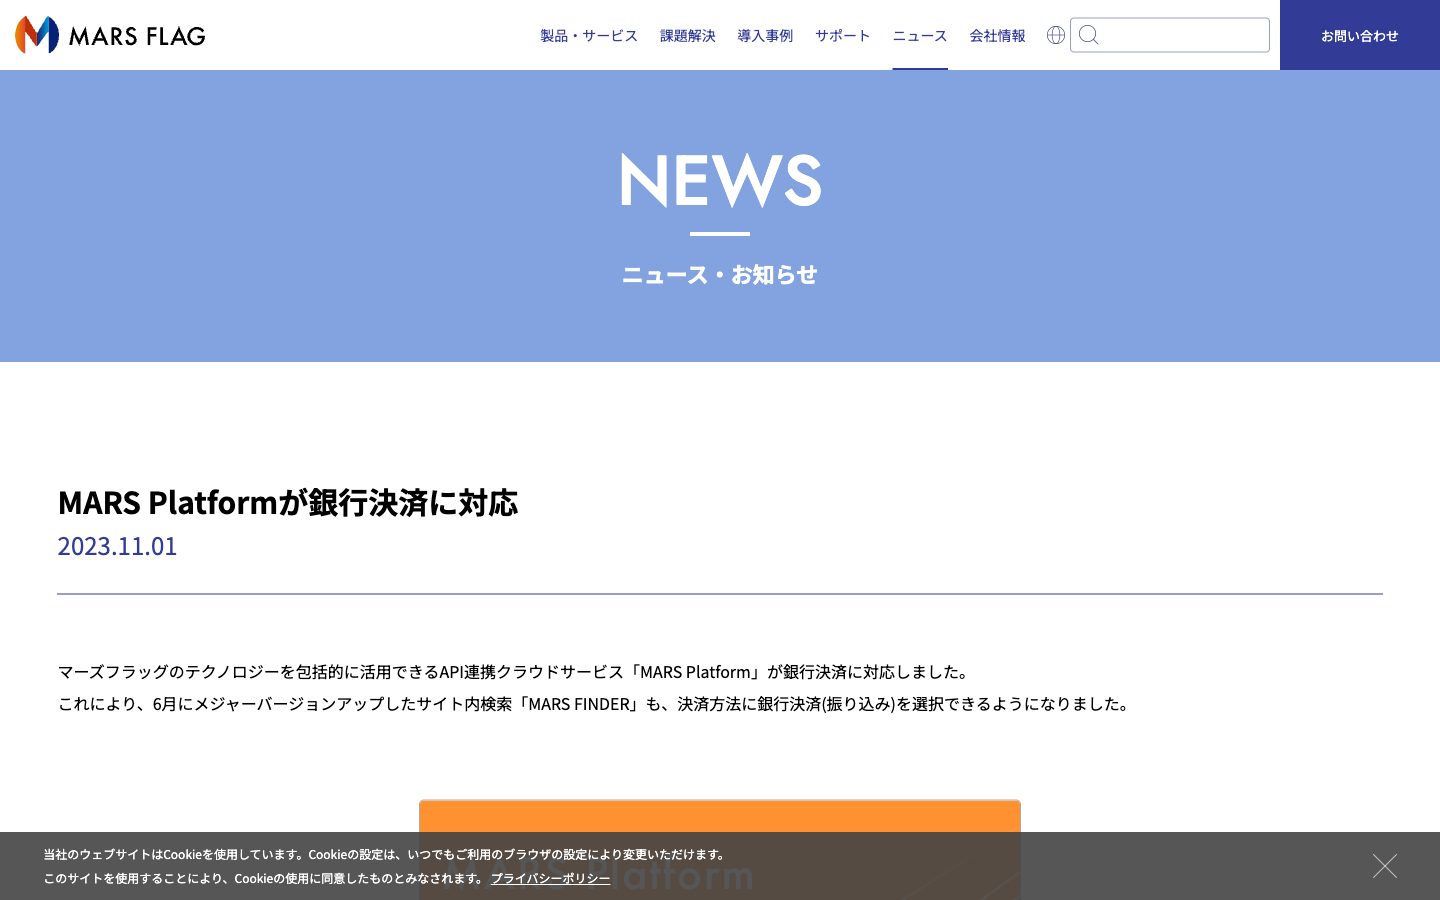 MARS FLAG
製品・サービス 課題解決 導入事例 サポート ニュース 会社情報
お問い合わせ
NEWS
ニュース・お知らせ
MARS Platformが銀行決済に対応
2023.11.01
マーズフラッグのテクノロジーを包括的に活用できるAPI連携クラウドサービス「MARS Platform」が銀行決済に対応しました。
これにより、6月にメジャーバージョンアップしたサイト内検索「MARS FINDER」も、決済方法に銀行決済(振り込み)を選択できるようになりました。
MARS Platform
当社のウェブサイトはCookieを使用しています。Cookieの設定は、いつでもご利用のブラウザの設定により変更いただけます。
このサイトを使用することにより、Cookieの使用に同意したものとみなされます。 プライバシーポリシー